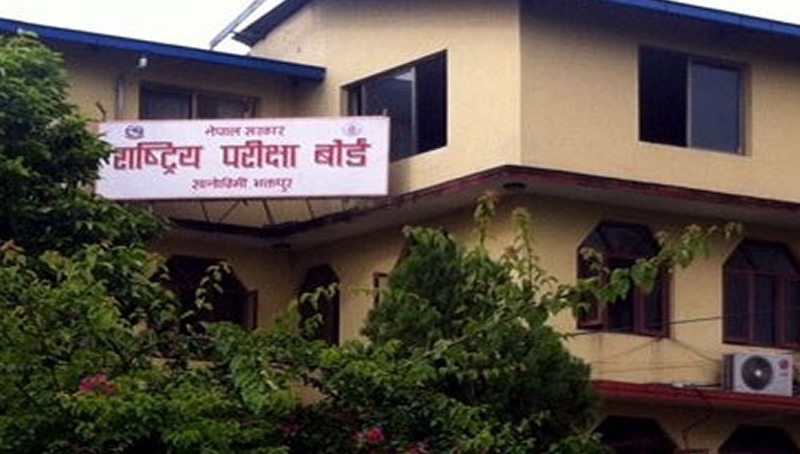 नेपाल सरकार
राष्ट्रिय परीक्षा बोर्ड
सानोठिमी भक्तपुर